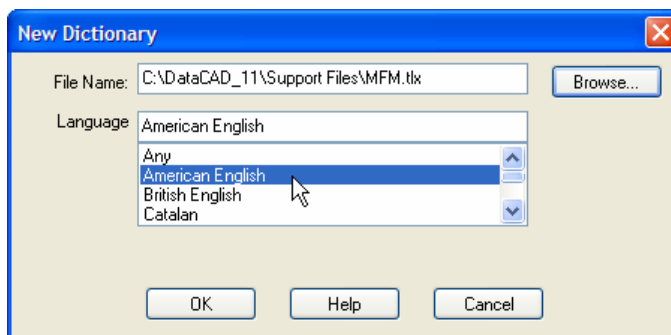 New Dictionary
File Name: C:\DataCAD_11\Support Files\MFM.tlx Browse...
Language American English
Any
American English
British English
Catalan
OK Help Cancel